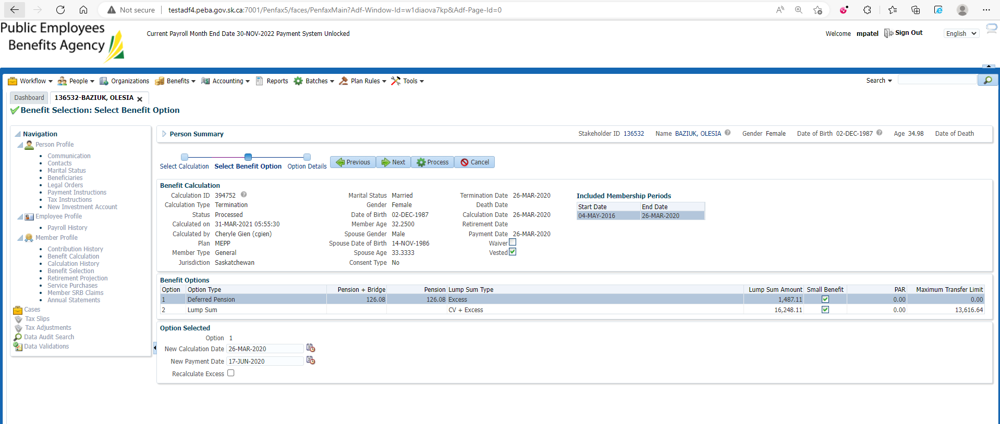 Not secure
testadf4.peba.gov.sk.ca:7001/Penfax5/faces/PenfaxMain?Adf-Window-Id=w1diaova7kp&Adf-Page-Id=0
Public Employees
Benefits Agency
Current Payroll Month End Date 30-NOV-2022 Payment System Unlocked
Welcome mpatel Sign Out English
Workflow People Organizations Benefits Accounting Reports Batches Plan Rules Tools Search
Dashboard 136532-BAZIUK, OLESIA
Benefit Selection: Select Benefit Option
Navigation
Person Profile
Communication
Contacts
Marital Status
Beneficiaries
Legal Orders
Payment Instructions
Tax Instructions
New Investment Account
Employee Profile
Payroll History
Member Profile
Contribution History
Benefit Calculation
Calculation History
Benefit Selection
Retirement Projection
Service Purchases
Member SRB Claims
Annual Statements
Cases
Tax Slips
Tax Adjustments
Data Audit Search
Data Validations
Person Summary
Stakeholder ID 136532 Name BAZIUK, OLESIA Gender Female Date of Birth 02-DEC-1987 Age 34.98 Date of Death
Select Calculation Select Benefit Option Option Details
Previous Next Process Cancel
Benefit Calculation
Calculation ID 394752
Calculation Type Termination
Status Processed
Calculated on 31-MAR-2021 05:55:30
Calculated by Cheryle Gien (cgien)
Plan MEPP
Member Type General
Jurisdiction Saskatchewan
Marital Status Married
Gender Female
Date of Birth 02-DEC-1987
Member Age 32.2500
Spouse Gender Male
Spouse Date of Birth 14-NOV-1986
Spouse Age 33.3333
Consent Type No
Termination Date 26-MAR-2020
Death Date
Calculation Date 26-MAR-2020
Retirement Date
Payment Date 26-MAR-2020
Waiver
Vested
Included Membership Periods
Start Date End Date
04-MAY-2016 26-MAR-2020
Benefit Options
Option Option Type Pension + Bridge Pension Lump Sum Type Lump Sum Amount Small Benefit PAR Maximum Transfer Limit
1 Deferred Pension 126.08 126.08 Excess 1,487.11 0.00 0.00
2 Lump Sum CV + Excess 16,248.11 0.00 13,616.64
Option Selected
Option 1
New Calculation Date 26-MAR-2020
New Payment Date 17-JUN-2020
Recalculate Excess